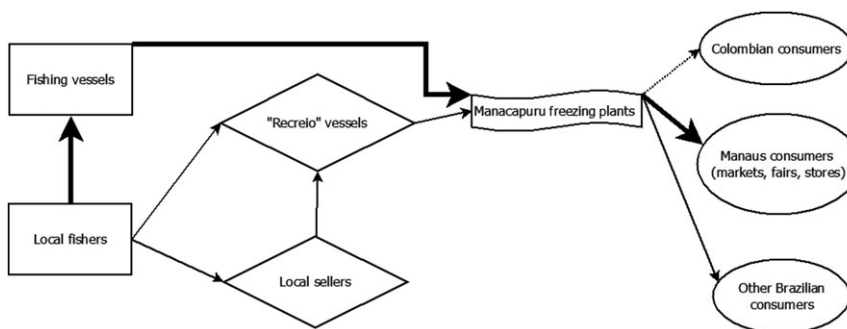 Colombian consumers
Fishing vessels
"Recreio" vessels
Manacapuru freezing plants
Manaus consumers
(markets, fairs, stores)
Local fishers
Local sellers
Other Brazilian
consumers